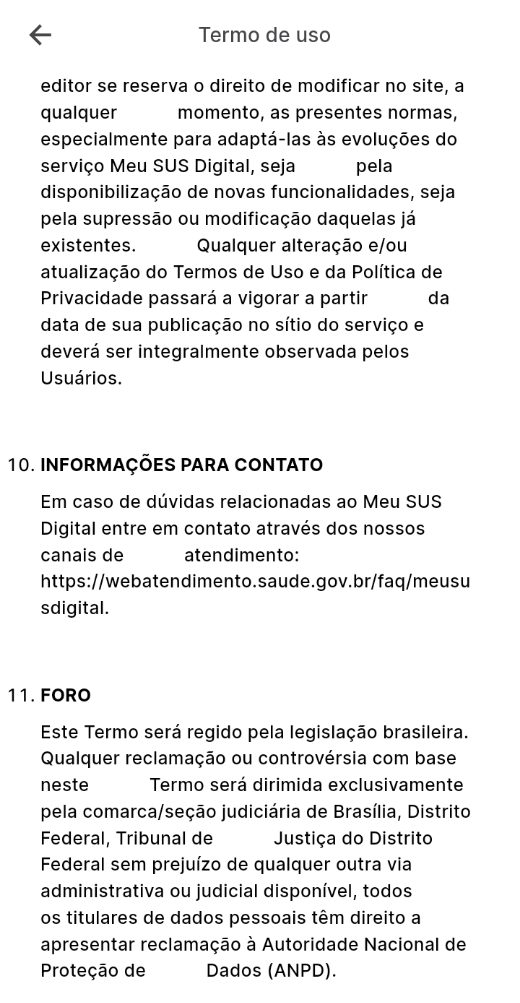 Termo de uso
editor se reserva o direito de modificar no site, a
qualquer momento, as presentes normas,
especialmente para adaptá-las às evoluções do
serviço Meu SUS Digital, seja pela
disponibilização de novas funcionalidades, seja
pela supressão ou modificação daquelas já
existentes. Qualquer alteração e/ou
atualização do Termos de Uso e da Política de
Privacidade passará a vigorar a partir da
data de sua publicação no sítio do serviço e
deverá ser integralmente observada pelos
Usuários.
10. INFORMAÇÕES PARA CONTATO
Em caso de dúvidas relacionadas ao Meu SUS
Digital entre em contato através dos nossos
canais de atendimento:
https://webatendimento.saude.gov.br/faq/meusu
sdigital.
11. FORO
Este Termo será regido pela legislação brasileira.
Qualquer reclamação ou controvérsia com base
neste Termo será dirimida exclusivamente
pela comarca/seção judiciária de Brasília, Distrito
Federal, Tribunal de Justiça do Distrito
Federal sem prejuízo de qualquer outra via
administrativa ou judicial disponível, todos
os titulares de dados pessoais têm direito a
apresentar reclamação à Autoridade Nacional de
Proteção de Dados (ANPD).